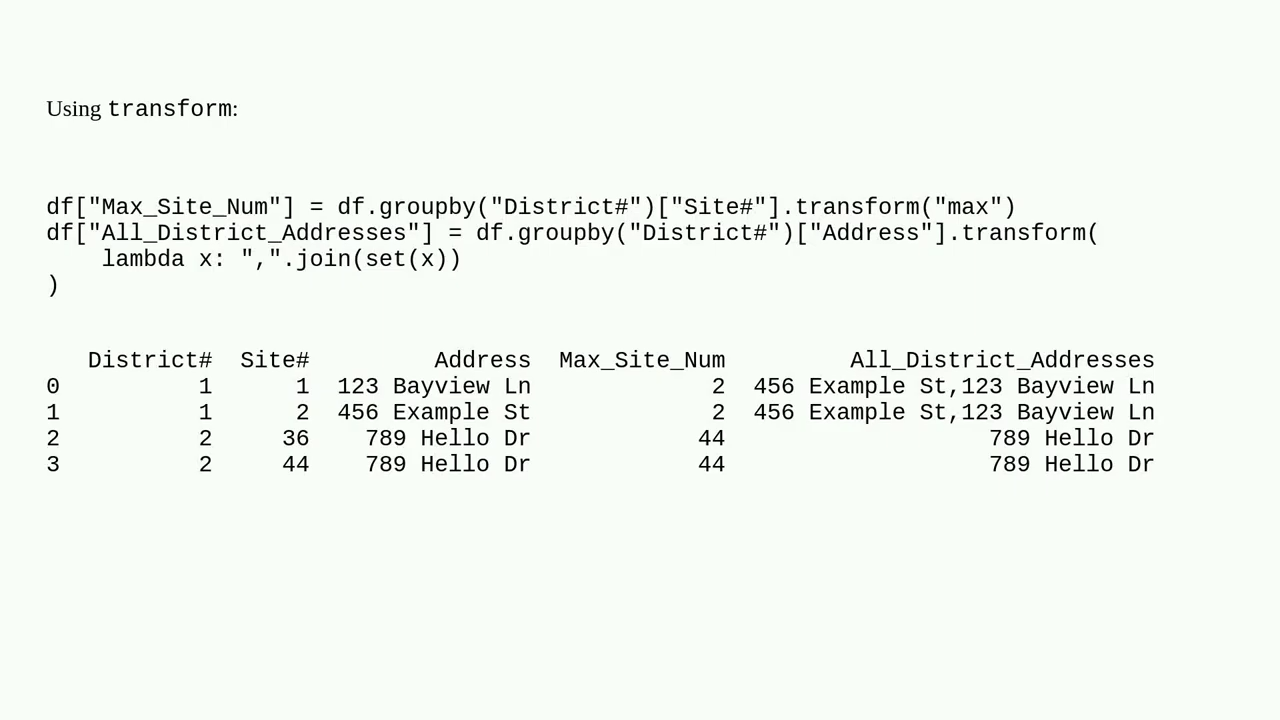 Using transform:
df["Max_Site_Num"] = df.groupby("District#")["Site#"].transform("max")
df["All_District_Addresses"] = df.groupby("District#")["Address"].transform(
    lambda x: ",".join(set(x))
)
   District#  Site#         Address  Max_Site_Num         All_District_Addresses
0          1      1  123 Bayview Ln             2  456 Example St,123 Bayview Ln
1          1      2  456 Example St             2  456 Example St,123 Bayview Ln
2          2     36    789 Hello Dr            44                   789 Hello Dr
3          2     44    789 Hello Dr            44                   789 Hello Dr